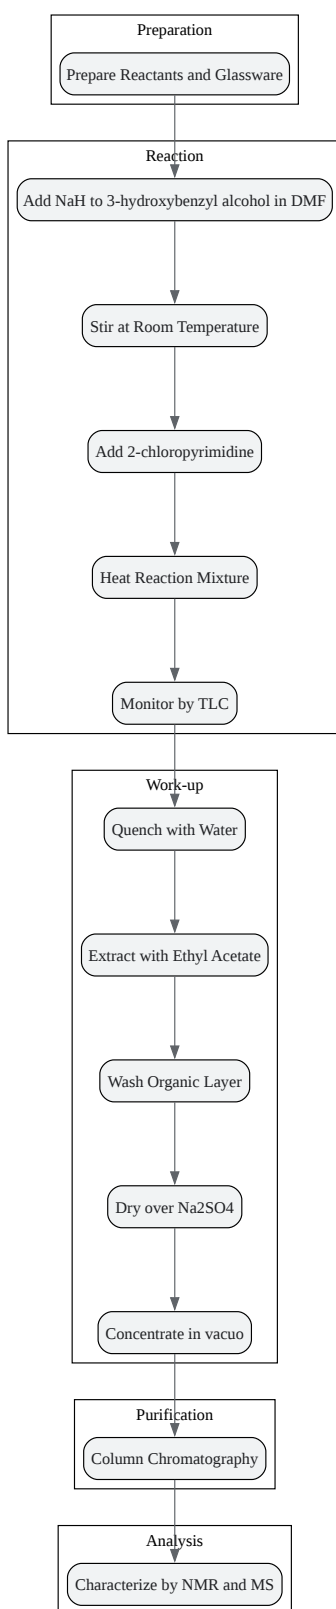 Preparation
Prepare Reactants and Glassware
Reaction
Add NaH to 3-hydroxybenzyl alcohol in DMF
Stir at Room Temperature
Add 2-chloropyrimidine
Heat Reaction Mixture
Monitor by TLC
Work-up
Quench with Water
Extract with Ethyl Acetate
Wash Organic Layer
Dry over Na2SO4
Concentrate in vacuo
Purification
Column Chromatography
Analysis
Characterize by NMR and MS